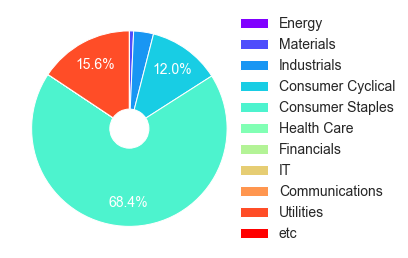 Energy
Materials
Industrials
Consumer Cyclical
Consumer Staples
Health Care
Financials
IT
Communications
Utilities
etc
15.6%
12.0%
68.4%